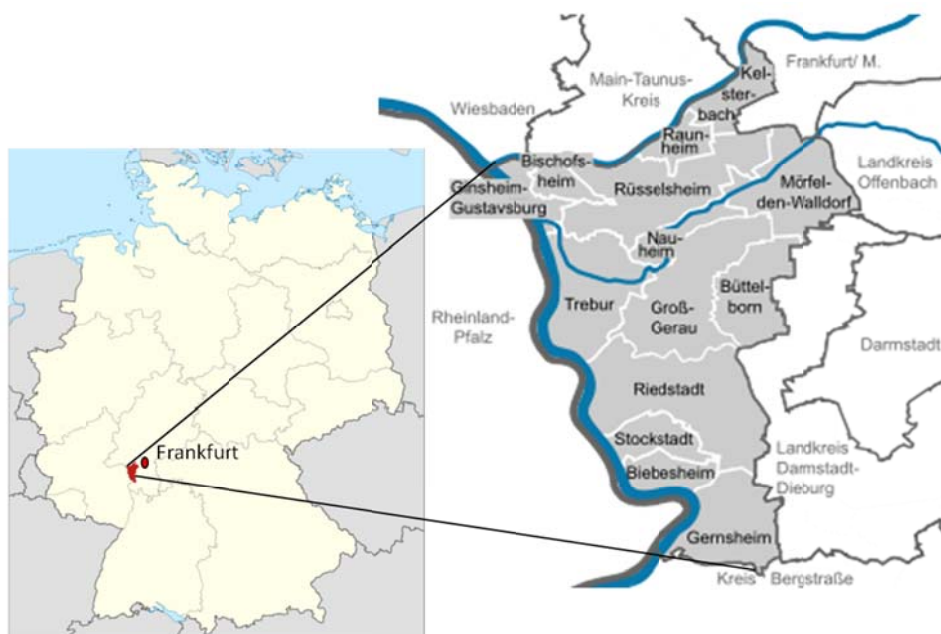 Frankfurt
Frankfurt/ M.
Main-Taunus-
Kreis
Wiesbaden
Kel-
ster-
bach
Raun-
heim
Bischofs-
heim
Ginsheim-
Gustavsburg
Rüsselsheim
Mörfel-
den-Walldorf
Landkreis
Offenbach
Nau-
heim
Trebur
Groß-
Gerau
Büttel-
born
Rheinland-
Pfalz
Darmstadt
Riedstadt
Stockstadt
Biebesheim
Landkreis
Darmstadt-
Dieburg
Gernsheim
Kreis Bergstraße